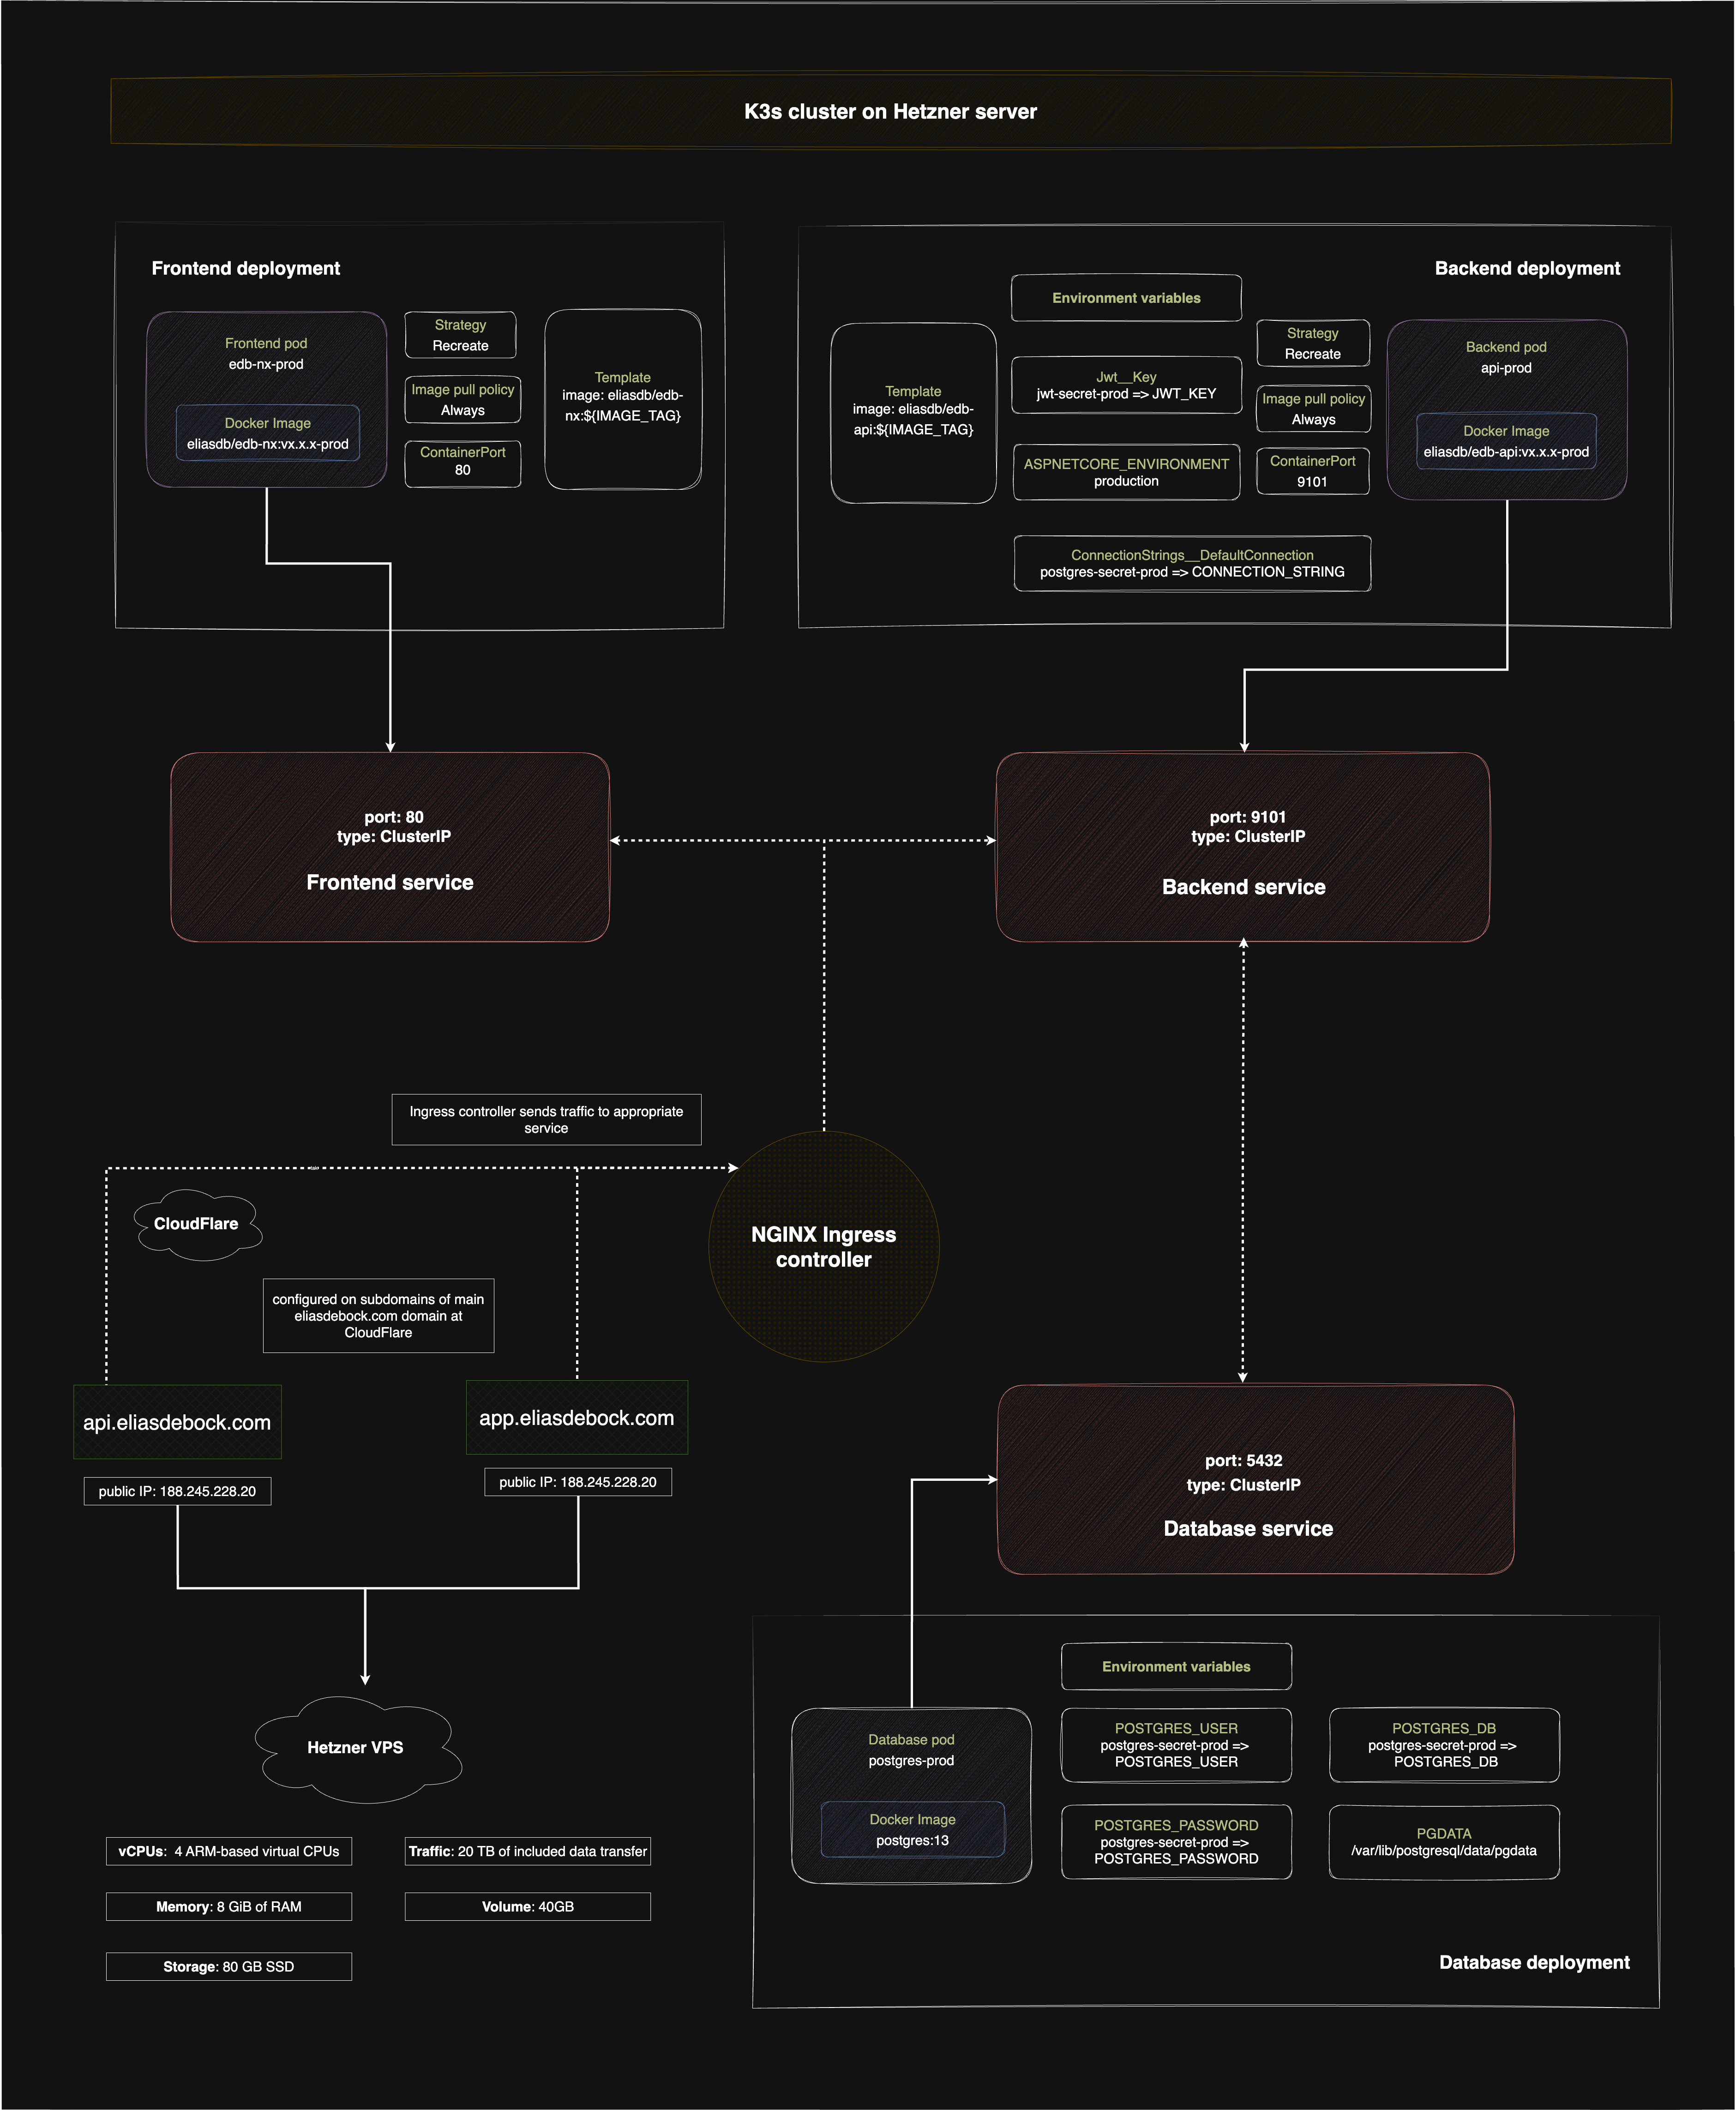 K3s cluster on Hetzner server
Frontend deployment
Frontend pod
edb-nx-prod
Docker Image
eliasdb/edb-nx:vx.x.x-prod
Strategy
Recreate
Image pull policy
Always
ContainerPort
80
Template
image: eliasdb/edb-
nx:${IMAGE_TAG}
Backend deployment
Template
image: eliasdb/edb-
api:${IMAGE_TAG}
Environment variables
Jwt__Key
jwt-secret-prod => JWT_KEY
ASPNETCORE_ENVIRONMENT
production
ConnectionStrings__DefaultConnection
postgres-secret-prod => CONNECTION_STRING
Strategy
Recreate
Image pull policy
Always
ContainerPort
9101
Backend pod
api-prod
Docker Image
eliasdb/edb-api:vx.x.x-prod
port: 80
type: ClusterIP
Frontend service
port: 9101
type: ClusterIP
Backend service
Ingress controller sends traffic to appropriate
service
CloudFlare
configured on subdomains of main
eliasdebock.com domain at
CloudFlare
NGINX Ingress
controller
api.eliasdebock.com
public IP: 188.245.228.20
app.eliasdebock.com
public IP: 188.245.228.20
port: 5432
type: ClusterIP
Database service
Hetzner VPS
vCPUs: 4 ARM-based virtual CPUs
Traffic: 20 TB of included data transfer
Memory: 8 GiB of RAM
Volume: 40GB
Storage: 80 GB SSD
Database pod
postgres-prod
Docker Image
postgres:13
Environment variables
POSTGRES_USER
postgres-secret-prod =>
POSTGRES_USER
POSTGRES_DB
postgres-secret-prod =>
POSTGRES_DB
POSTGRES_PASSWORD
postgres-secret-prod =>
POSTGRES_PASSWORD
PGDATA
/var/lib/postgresql/data/pgdata
Database deployment